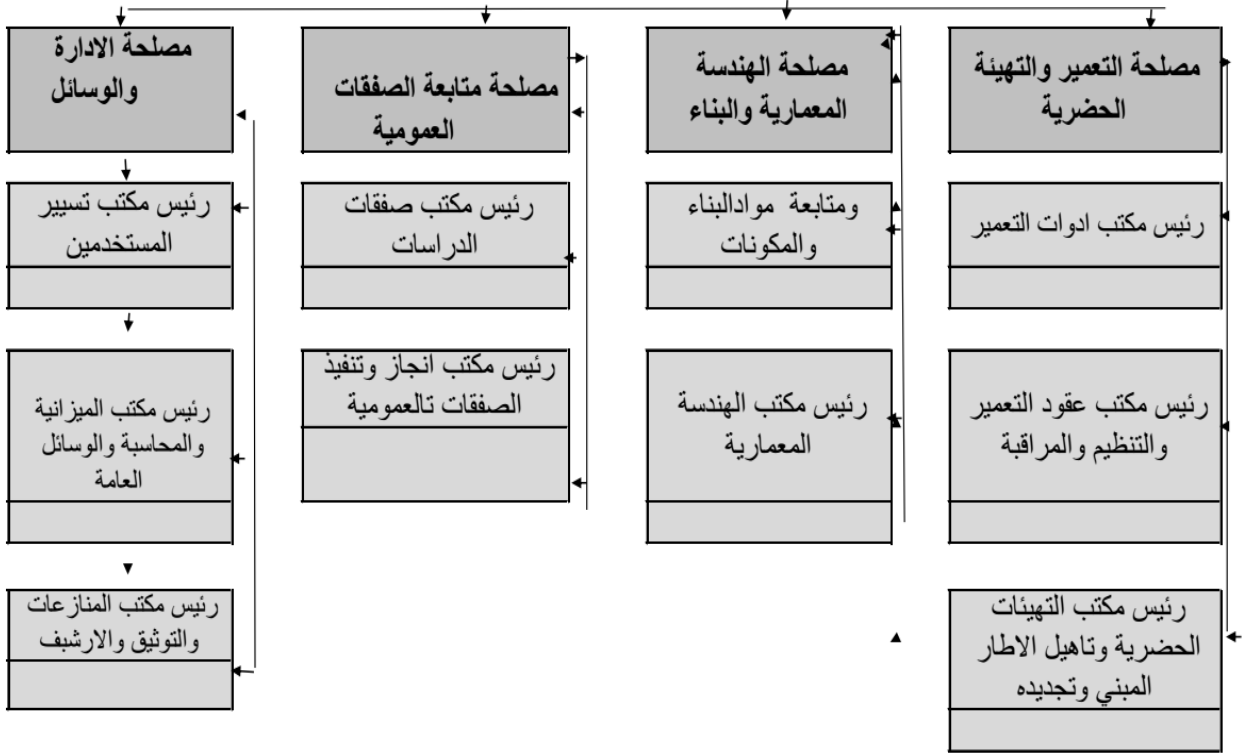 مصلحة التعمير والتهيئة
الحضرية
رئيس مكتب ادوات التعمير
رئيس مكتب عقود التعمير
والتنظيم والمراقبة
رئيس مكتب التهيئات
الحضرية وتاهيل الاطار
المبني وتجديده
مصلحة الهندسة
المعمارية والبناء
ومتابعة موادالبناء
والمكونات
رئيس مكتب الهندسة
المعمارية
مصلحة متابعة الصفقات
العمومية
رئيس مكتب صفقات
الدراسات
رئيس مكتب انجاز وتنفيذ
الصفقات تالعمومية
مصلحة الادارة
والوسائل
رئيس مكتب تسيير
المستخدمين
رئيس مكتب الميزانية
والمحاسبة والوسائل
العامة
رئيس مكتب المنازعات
والتوثيق والارشيف